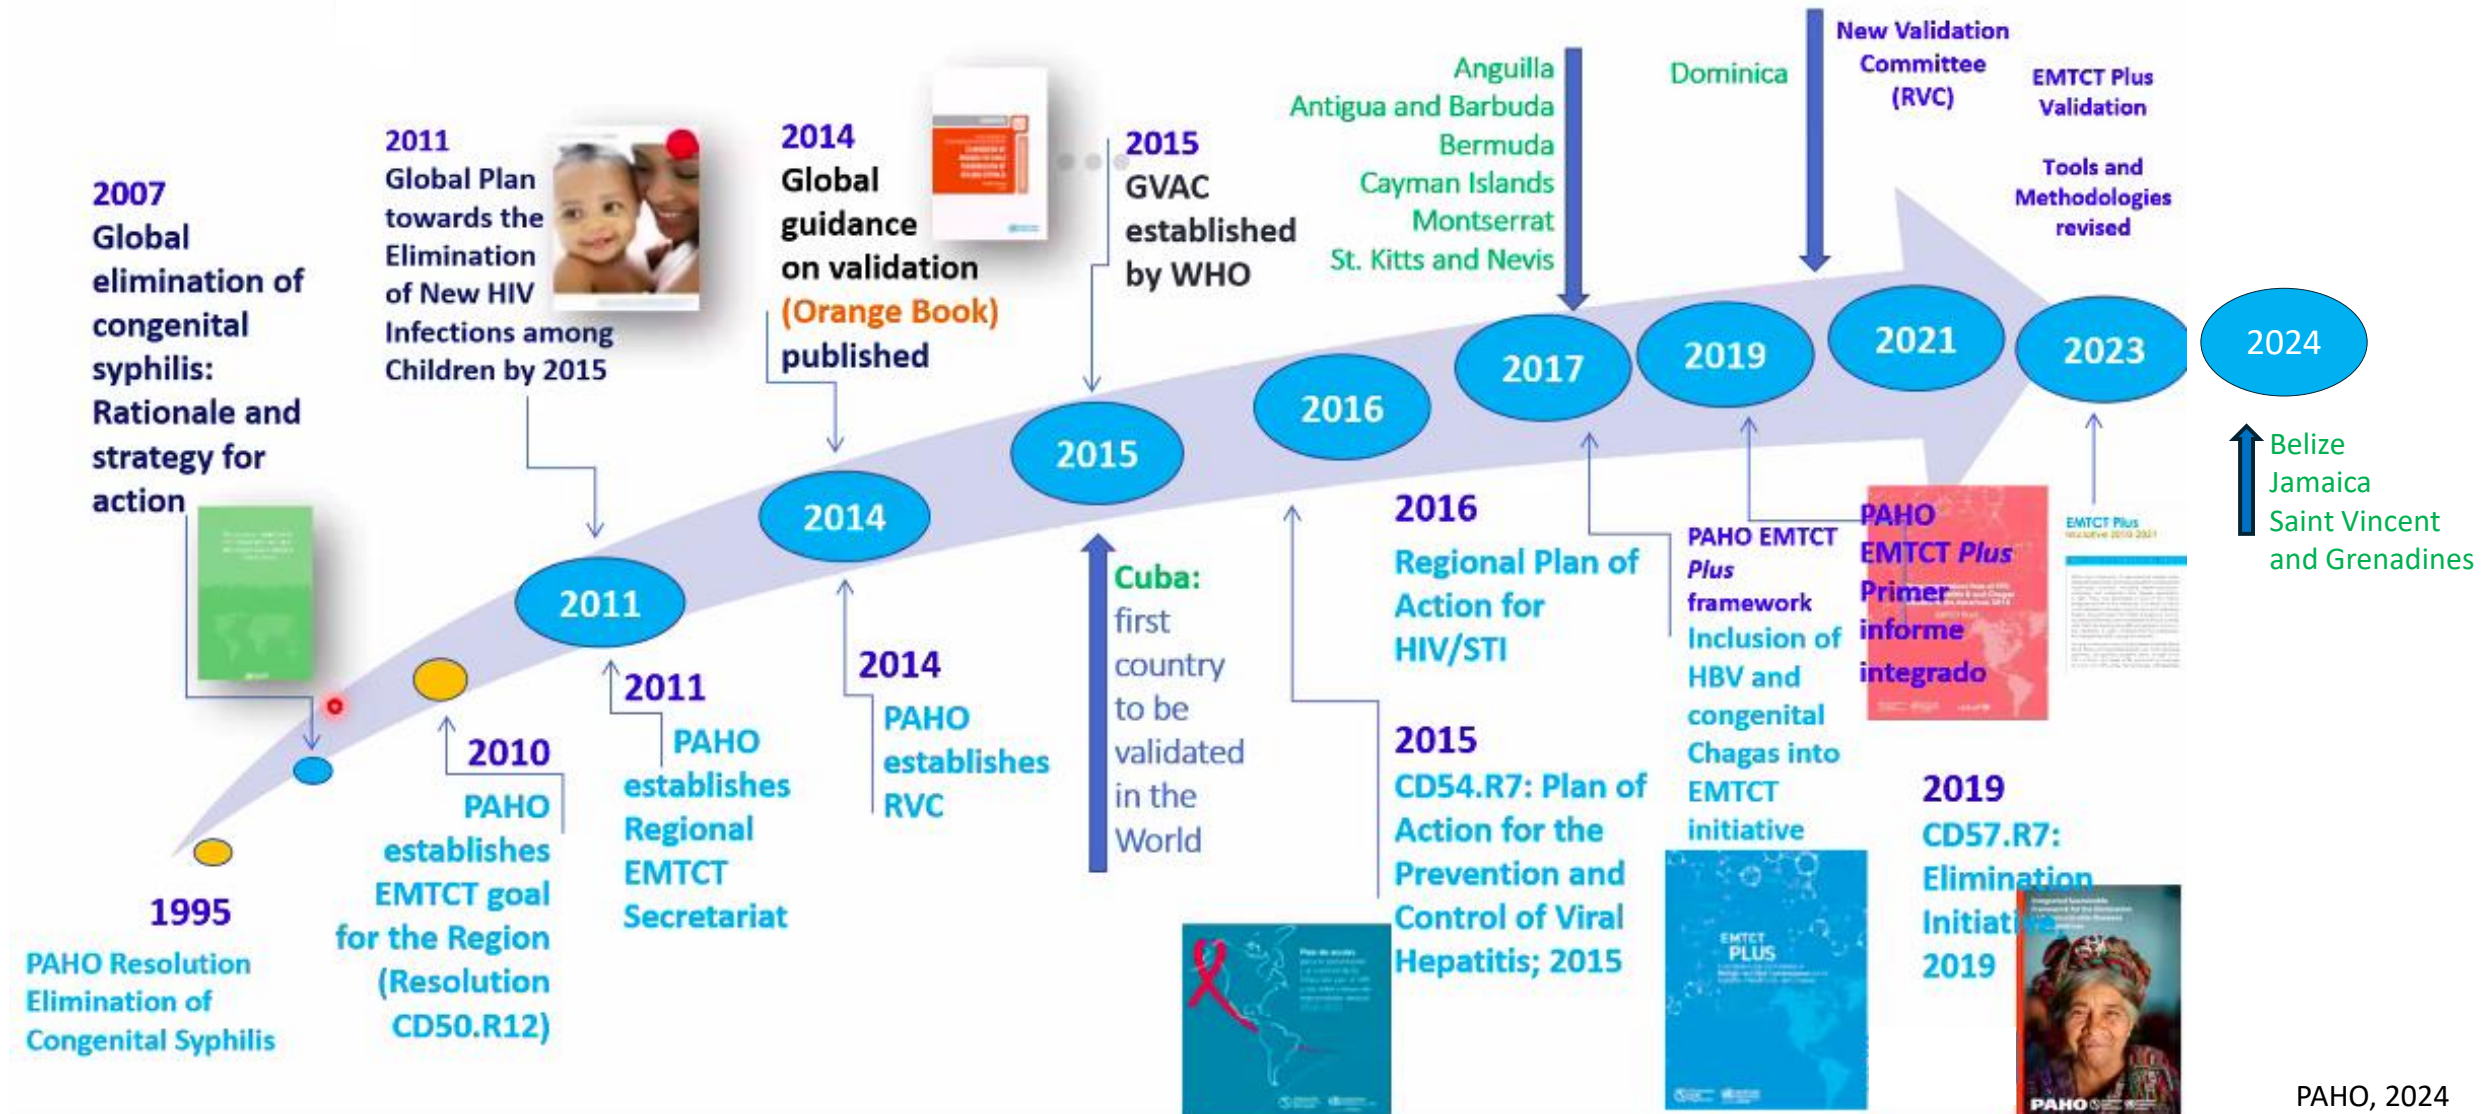 2007
Global
elimination of
congenital
syphilis:
Rationale and
strategy for
action
2011
Global Plan
towards the
Elimination
of New HIV
Infections among
Children by 2015
2014
Global
guidance
on validation
(Orange Book)
published
2015
GVAC
established
by WHO
Anguilla
Antigua and Barbuda
Bermuda
Cayman Islands
Montserrat
St. Kitts and Nevis
Dominica
New Validation
Committee
(RVC)
EMTCT Plus
Validation
Tools and
Methodologies
revised
2011
2014
2015
2016
2017
2019
2021
2023
2024
1995
PAHO Resolution
Elimination of
Congenital Syphilis
2010
PAHO
establishes
EMTCT goal
for the Region
(Resolution
CD50.R12)
2011
PAHO
establishes
Regional
EMTCT
Secretariat
2014
PAHO
establishes
RVC
Cuba:
first
country
to be
validated
in the
World
2016
Regional Plan of
Action for
HIV/STI
2015
CD54.R7: Plan of
Action for the
Prevention and
Control of Viral
Hepatitis; 2015
PAHO EMTCT
Plus
framework
Inclusion of
HBV and
congenital
Chagas into
EMTCT
initiative
EMTCT
PLUS
PAHO
EMTCT Plus
Primer
informe
integrado
EMTCT Plus
2019
CD57.R7:
Elimination
Initiative,
2019
PAHO
Belize
Jamaica
Saint Vincent
and Grenadines
PAHO, 2024